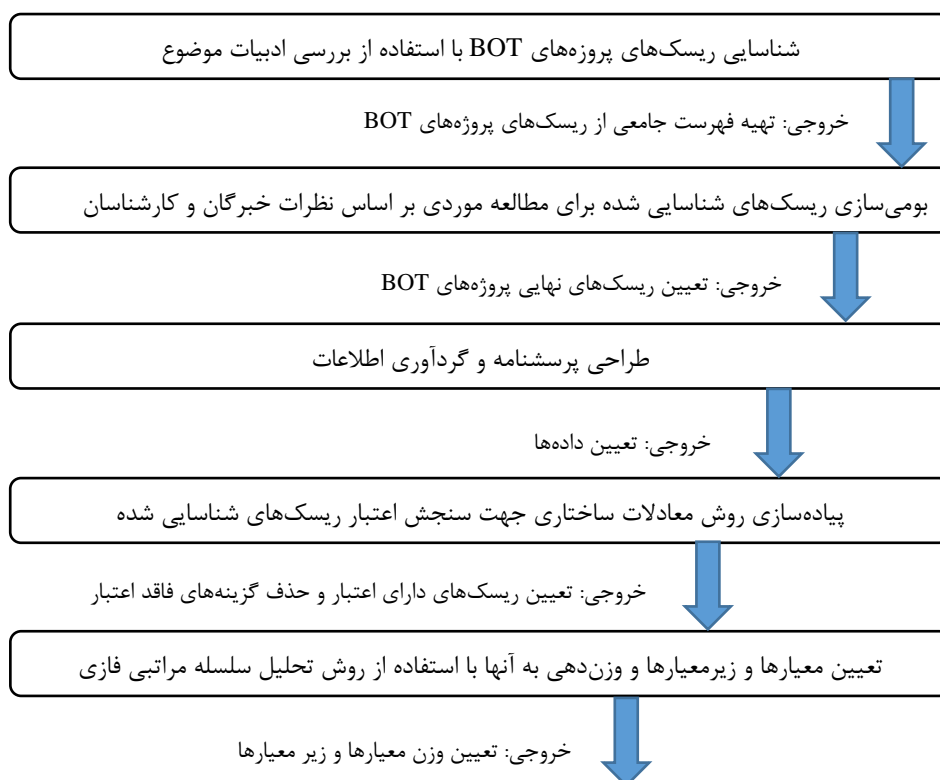 شناسایی ریسک‌های پروزه‌های BOT با استفاده از بررسی ادبیات موضوع
خروجی: تهیه فهرست جامعی از ریسک‌های پروژه‌های BOT
بومی‌سازی ریسک‌های شناسایی شده برای مطالعه موردی بر اساس نظرات خبرگان و کارشناسان
خروجی: تعیین ریسک‌های نهایی پروژه‌های BOT
طراحی پرسشنامه و گردآوری اطلاعات
خروجی: تعیین داده‌ها
پیاده‌سازی روش معادلات ساختاری جهت سنجش اعتبار ریسک‌های شناسایی شده
خروجی: تعیین ریسک‌های دارای اعتبار و حذف گزینه‌های فاقد اعتبار
تعیین معیارها و زیرمعیارها و وزن‌دهی به آنها با استفاده از روش تحلیل سلسله مراتبی فازی
خروجی: تعیین وزن معیارها و زیر معیارها